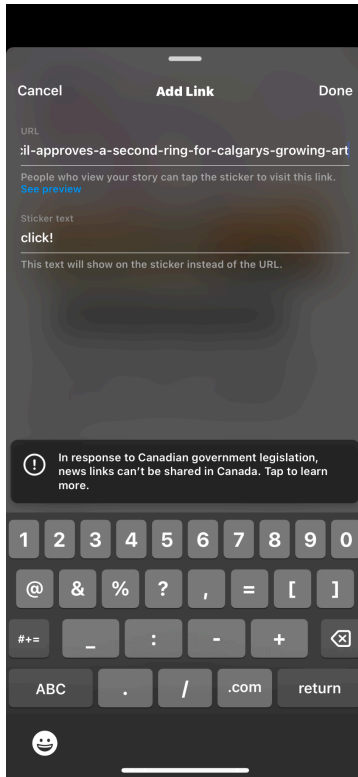 Cancel Add Link Done
URL
:il-approves-a-second-ring-for-calgarys-growing-art
People who view your story can tap the sticker to visit this link.
See preview
Sticker text
click!
This text will show on the sticker instead of the URL.
In response to Canadian government legislation,
news links can't be shared in Canada. Tap to learn
more.
1 2 3 4 5 6 7 8 9 0
@ & % ? , = [ ]
#+= _ : - +
ABC . / .com return